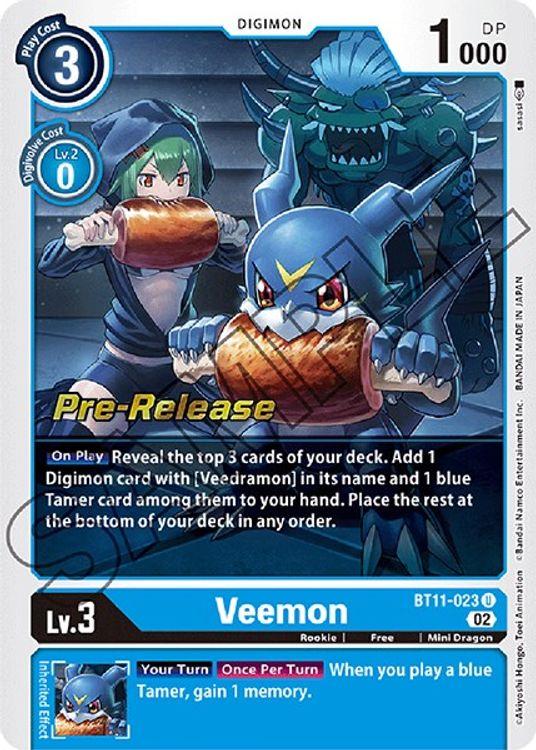 Play Cost
3
DIGIMON
1000
DP
Digivolve Cost
Lv.2
0
sasasi
SAMPLE
Pre-Release
On Play Reveal the top 3 cards of your deck. Add 1
Digimon card with [Veedramon] in its name and 1 blue
Tamer card among them to your hand. Place the rest at
the bottom of your deck in any order.
©Akiyoshi Hongo, Toei Animation ©Bandai Namco Entertainment Inc. BANDAI MADE IN JAPAN
Lv.3
Veemon
BT11-023 U
02
Rookie | Free | Mini Dragon
Inherited Effect
Your Turn Once Per Turn When you play a blue
Tamer, gain 1 memory.